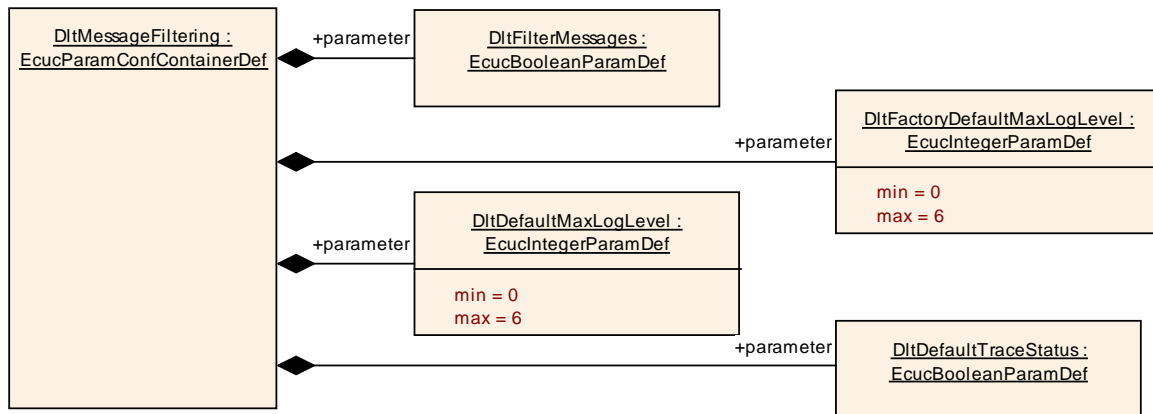 DltMessageFiltering :
EcucParamConfContainerDef
+parameter
DltFilterMessages :
EcucBooleanParamDef
+parameter
DltFactoryDefaultMaxLogLevel :
EcucIntegerParamDef
min = 0
max = 6
+parameter
DltDefaultMaxLogLevel :
EcucIntegerParamDef
min = 0
max = 6
+parameter
DltDefaultTraceStatus :
EcucBooleanParamDef